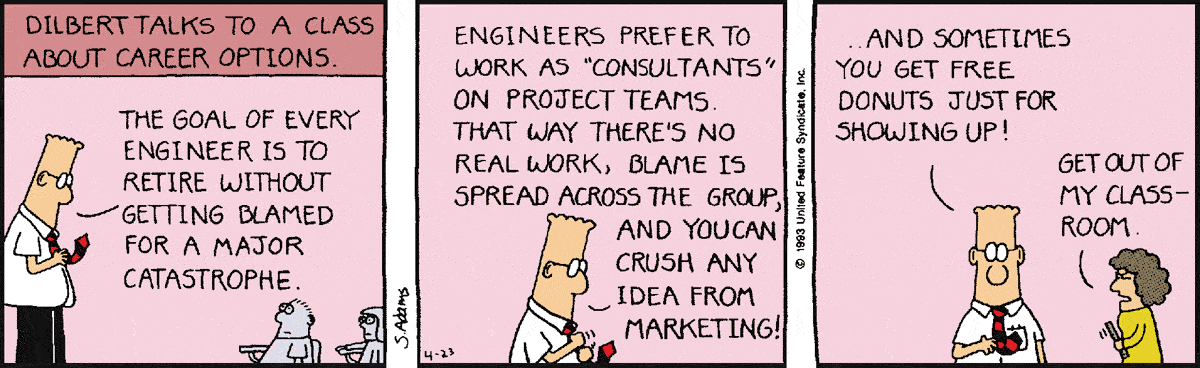 DILBERT TALKS TO A CLASS
ABOUT CAREER OPTIONS.
THE GOAL OF EVERY
ENGINEER IS TO
RETIRE WITHOUT
GETTING BLAMED
FOR A MAJOR
CATASTROPHE.
S.Adams
ENGINEERS PREFER TO
WORK AS "CONSULTANTS"
ON PROJECT TEAMS.
THAT WAY THERE'S NO
REAL WORK, BLAME IS
SPREAD ACROSS THE GROUP,
AND YOU CAN
CRUSH ANY
IDEA FROM
MARKETING!
4-23
© 1993 United Feature Syndicate, Inc.
..AND SOMETIMES
YOU GET FREE
DONUTS JUST FOR
SHOWING UP!
GET OUT OF
MY CLASS-
ROOM.